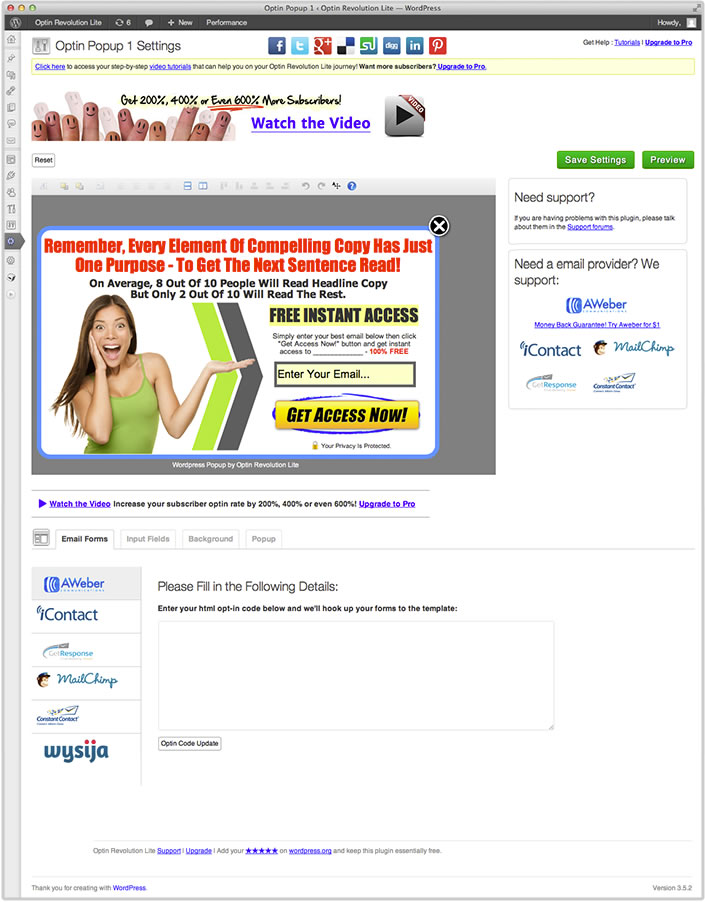 Optin Popup 1 ‹ Optin Revolution Lite — WordPress
Optin Revolution Lite 6 + New Performance Howdy,
Optin Popup 1 Settings
Get Help : Tutorials | Upgrade to Pro
Click here to access your step-by-step video tutorials that can help you on your Optin Revolution Lite journey! Want more subscribers? Upgrade to Pro.
Get 200%, 400% or Even 600% More Subscribers!
Watch the Video
VIDEO
Reset
Save Settings
Preview
Remember, Every Element Of Compelling Copy Has Just
One Purpose - To Get The Next Sentence Read!
On Average, 8 Out Of 10 People Will Read Headline Copy
But Only 2 Out Of 10 Will Read The Rest.
FREE INSTANT ACCESS
Simply enter your best email below then click
"Get Access Now!" button and get instant
access to ______________ - 100% FREE
Enter Your Email...
GET ACCESS NOW!
Your Privacy Is Protected.
Wordpress Popup by Optin Revolution Lite
Need support?
If you are having problems with this plugin, please talk
about them in the Support forums.
Need a email provider? We
support:
AWeber
COMMUNICATIONS
Money Back Guarantee! Try Aweber for $1
iContact
MailChimp
GetResponse
Constant Contact
Watch the Video Increase your subscriber optin rate by 200%, 400% or even 600%! Upgrade to Pro
Email Forms
Input Fields
Background
Popup
AWeber
COMMUNICATIONS
iContact
GetResponse
MailChimp
Constant Contact
wysija
Please Fill in the Following Details:
Enter your html opt-in code below and we'll hook up your forms to the template:
Optin Code Update
Optin Revolution Lite Support | Upgrade | Add your ★★★★★ on wordpress.org and keep this plugin essentially free.
Thank you for creating with WordPress.
Version 3.5.2